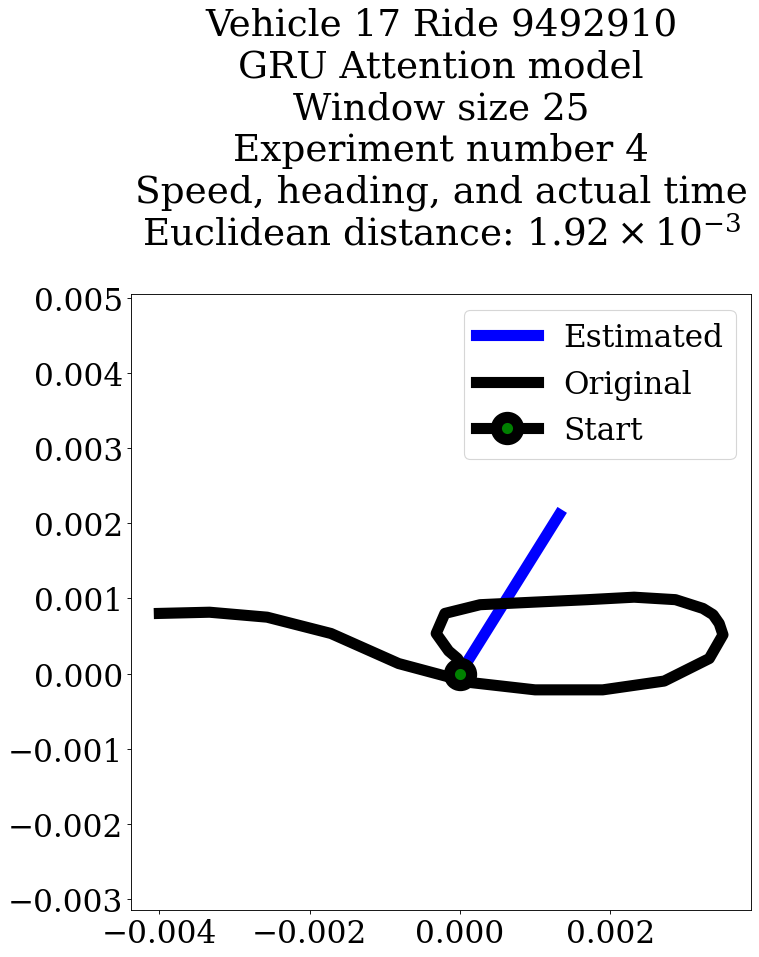 Vehicle 17 Ride 9492910
GRU Attention model
Window size 25
Experiment number 4
Speed, heading, and actual time
Euclidean distance: 1.92 × 10⁻³
0.005
0.004
0.003
0.002
0.001
0.000
−0.001
−0.002
−0.003
Estimated
Original
Start
−0.004 −0.002 0.000 0.002